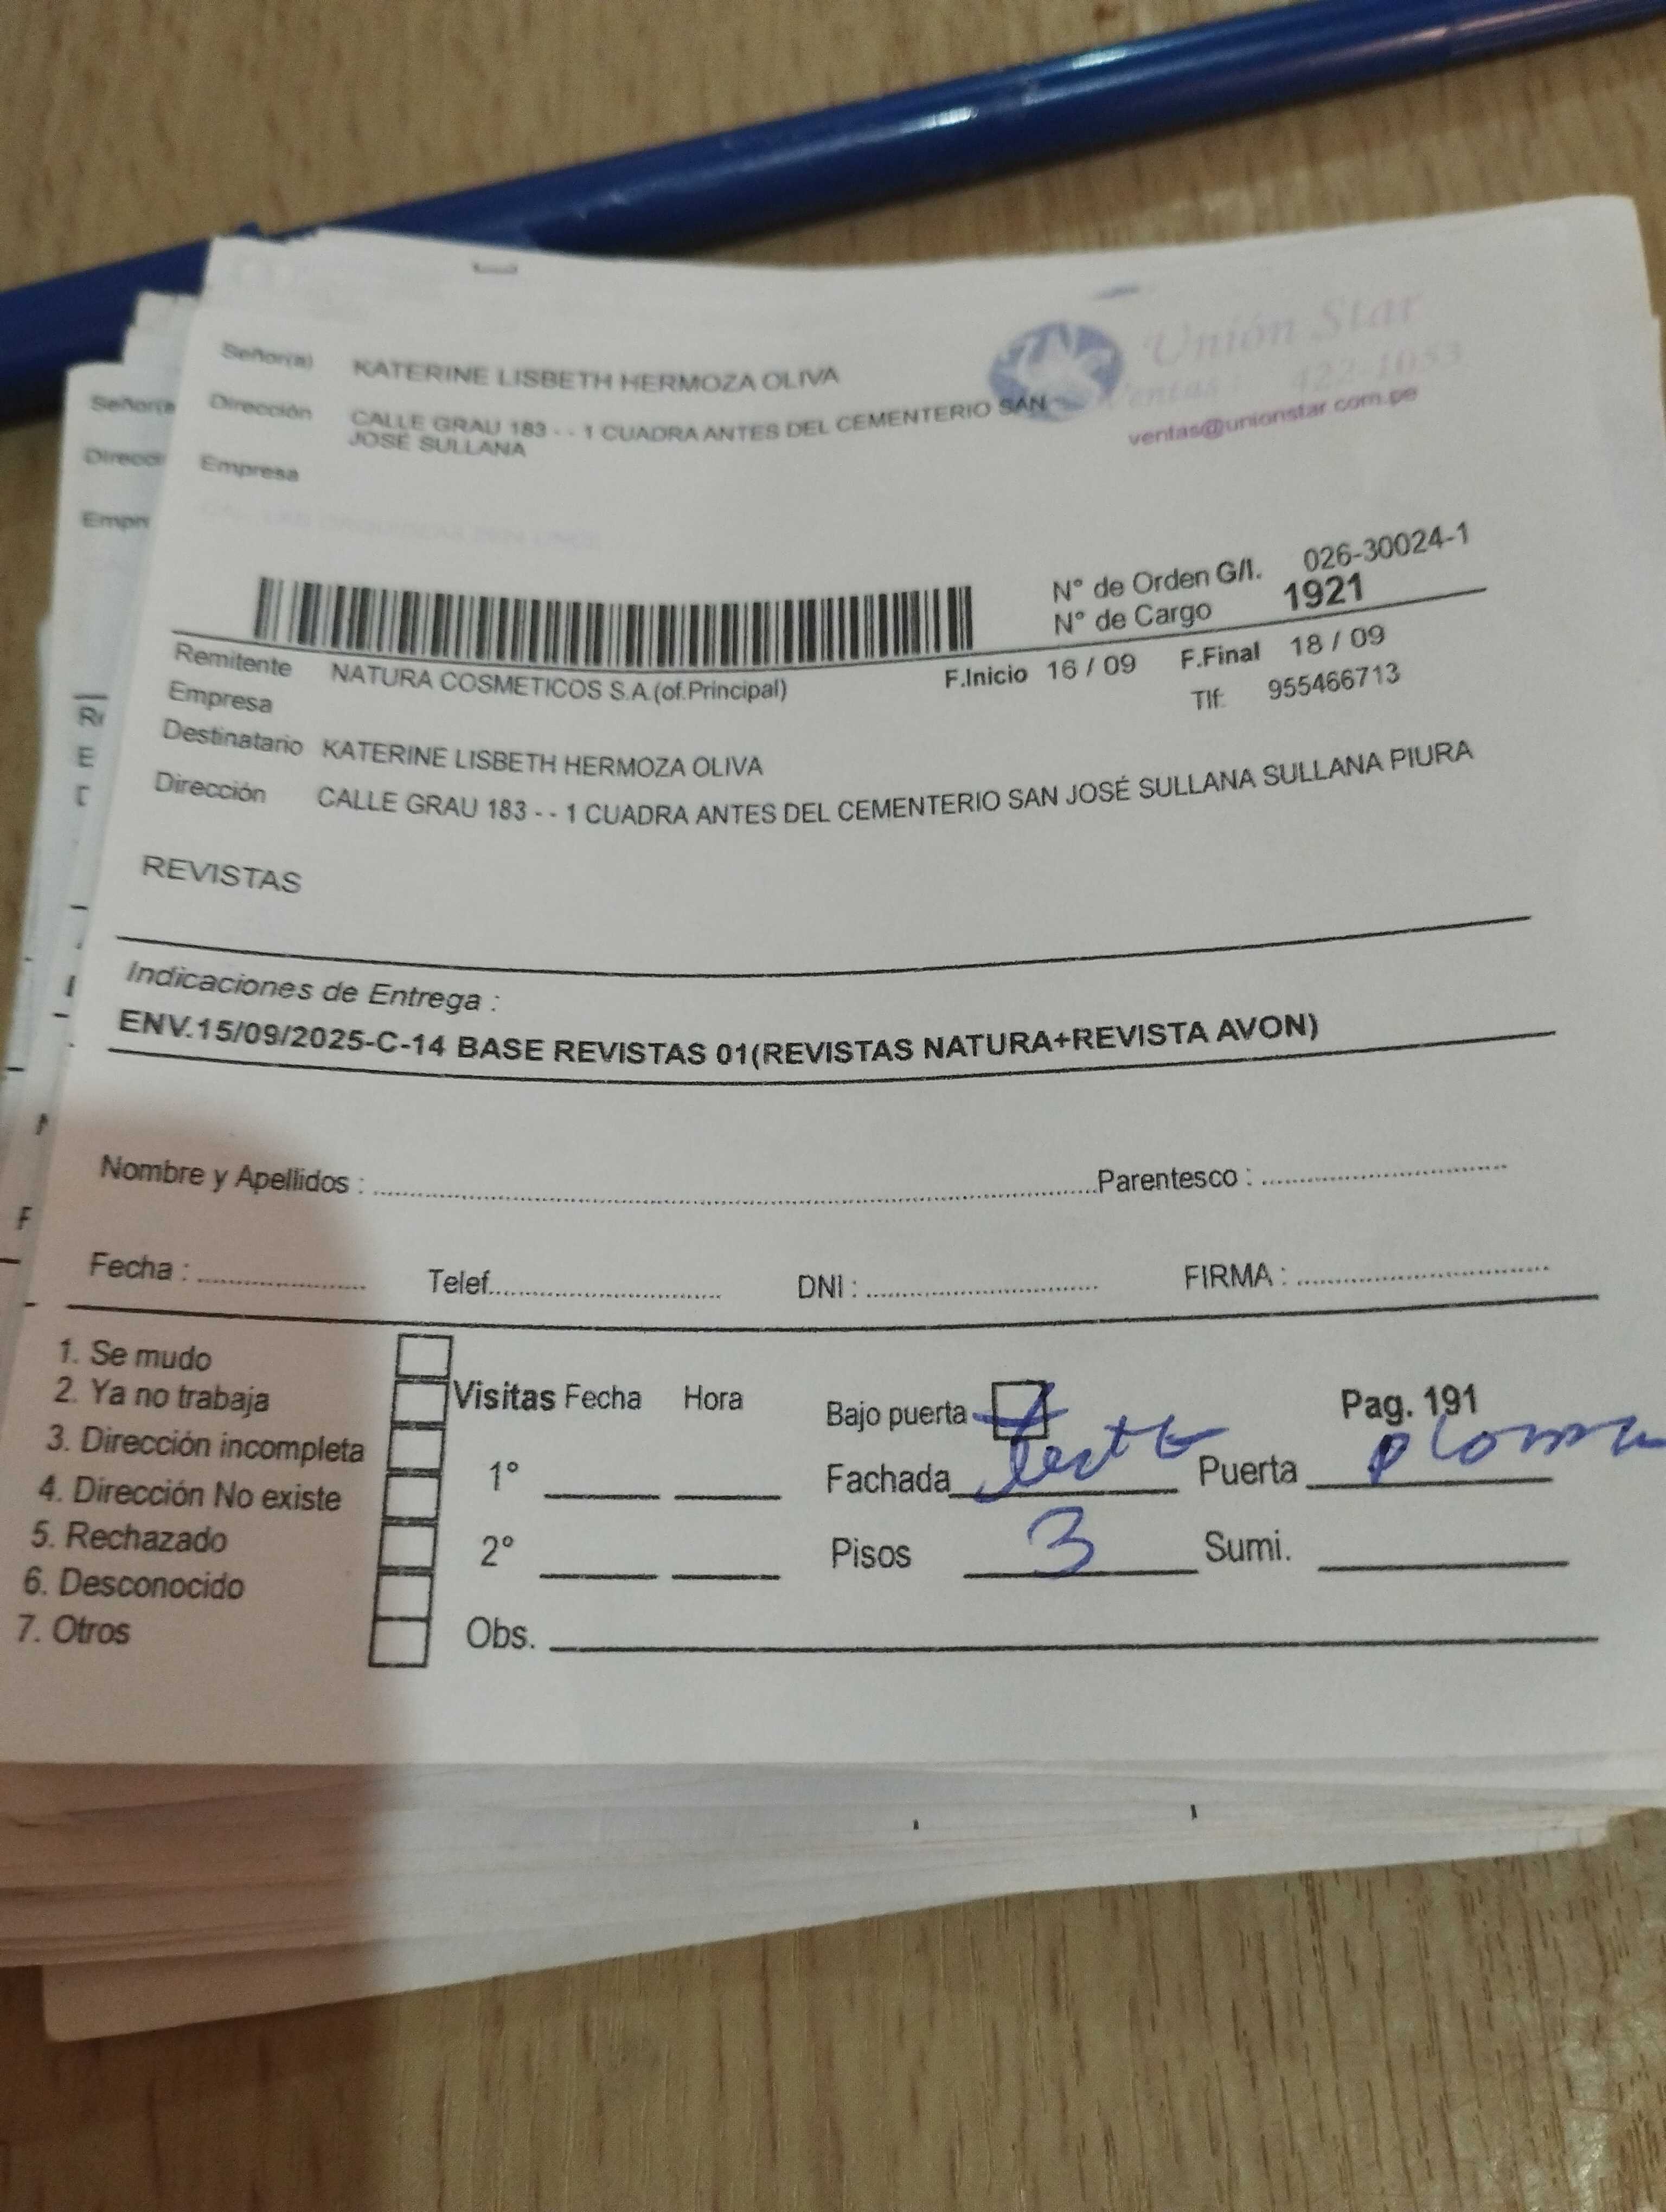 Unión Star
Ventas 422-1053
ventas@unionstar.com.pe
Señor(a) KATERINE LISBETH HERMOZA OLIVA
Dirección CALLE GRAU 183 - - 1 CUADRA ANTES DEL CEMENTERIO SAN
JOSÉ SULLANA
Empresa
Señor(a
Direcci
Empr
N° de Orden G/I. 026-30024-1
N° de Cargo 1921
Remitente NATURA COSMETICOS S.A.(of.Principal) F.Inicio 16 / 09 F.Final 18 / 09
Empresa Tlf: 955466713
Destinatario KATERINE LISBETH HERMOZA OLIVA
Dirección CALLE GRAU 183 - - 1 CUADRA ANTES DEL CEMENTERIO SAN JOSÉ SULLANA SULLANA PIURA
REVISTAS
Indicaciones de Entrega :
ENV.15/09/2025-C-14 BASE REVISTAS 01(REVISTAS NATURA+REVISTA AVON)
Nombre y Apellidos : Parentesco :
Fecha : Telef. DNI : FIRMA :
1. Se mudo
2. Ya no trabaja
3. Dirección incompleta
4. Dirección No existe
5. Rechazado
6. Desconocido
7. Otros
Visitas Fecha Hora
1°
2°
Obs.
Bajo puerta Pag. 191
Fachada Puerta ploma
Pisos 3 Sumi.